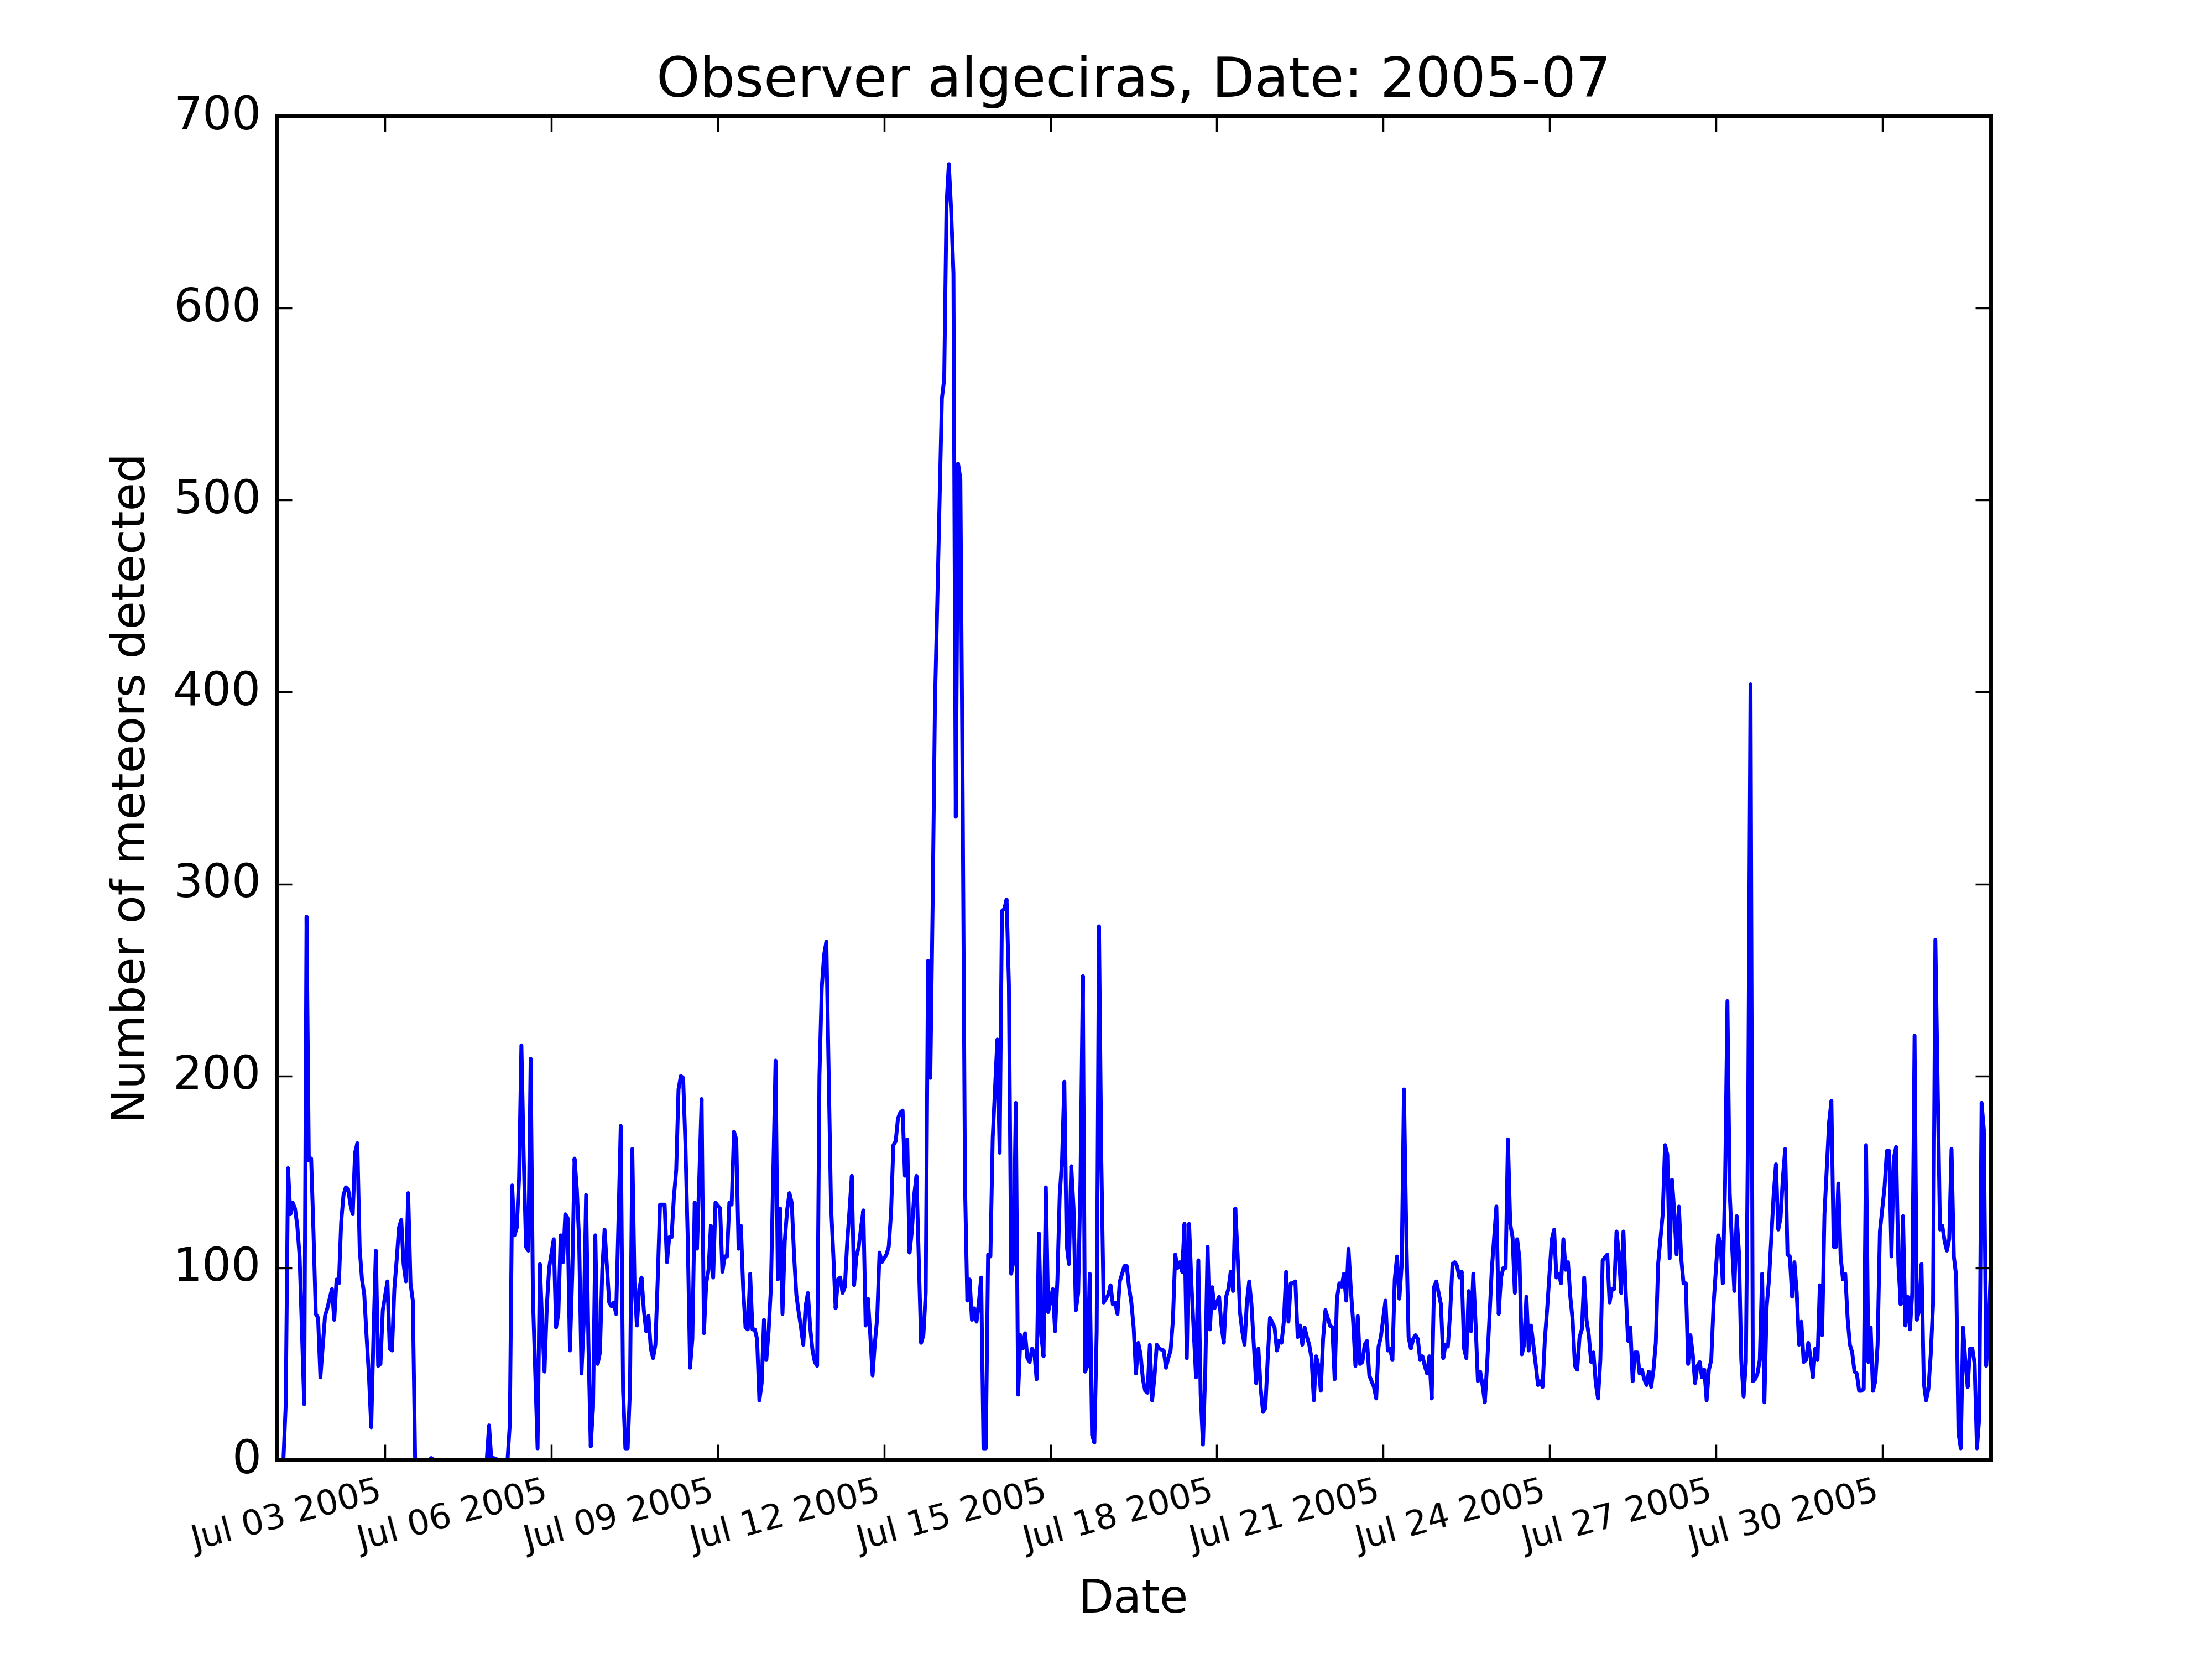 Observer algeciras, Date: 2005-07
Number of meteors detected
700
600
500
400
300
200
100
0
Jul 03 2005
Jul 06 2005
Jul 09 2005
Jul 12 2005
Jul 15 2005
Jul 18 2005
Jul 21 2005
Jul 24 2005
Jul 27 2005
Jul 30 2005
Date